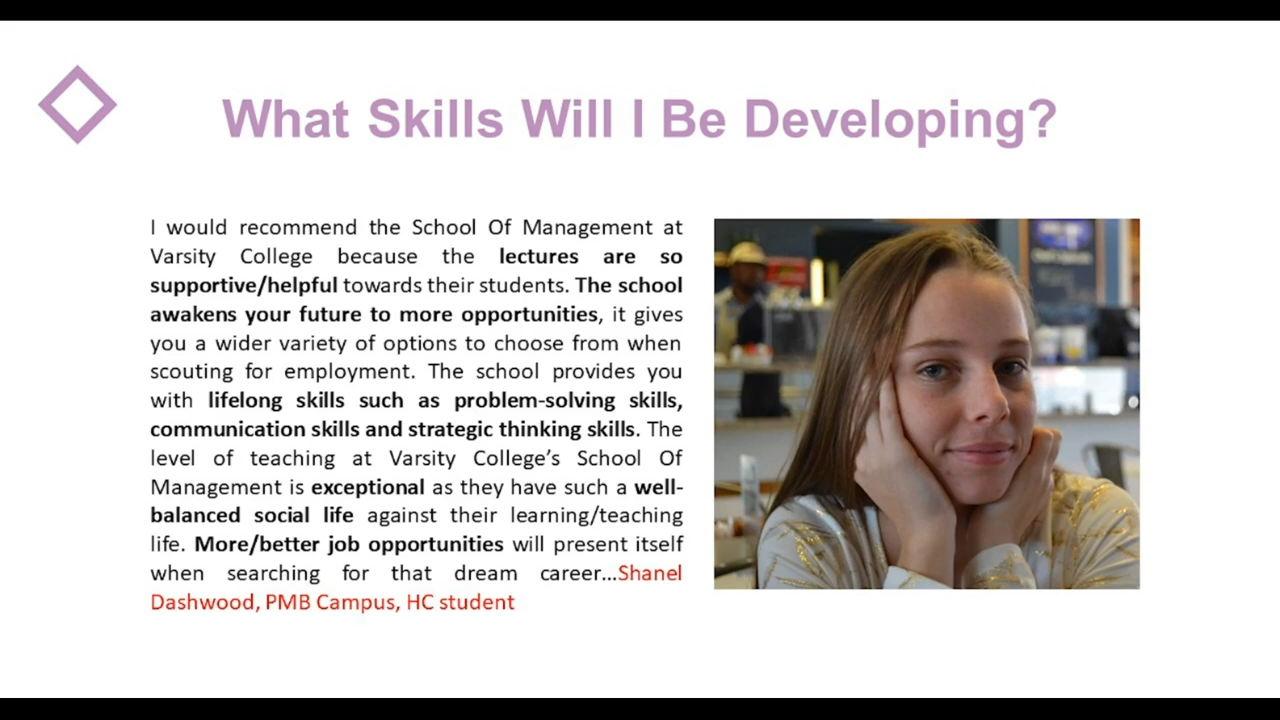 What Skills Will I Be Developing?
I would recommend the School Of Management at
Varsity College because the lectures are so
supportive/helpful towards their students. The school
awakens your future to more opportunities, it gives
you a wider variety of options to choose from when
scouting for employment. The school provides you
with lifelong skills such as problem-solving skills,
communication skills and strategic thinking skills. The
level of teaching at Varsity College’s School Of
Management is exceptional as they have such a well-
balanced social life against their learning/teaching
life. More/better job opportunities will present itself
when searching for that dream career…Shanel
Dashwood, PMB Campus, HC student